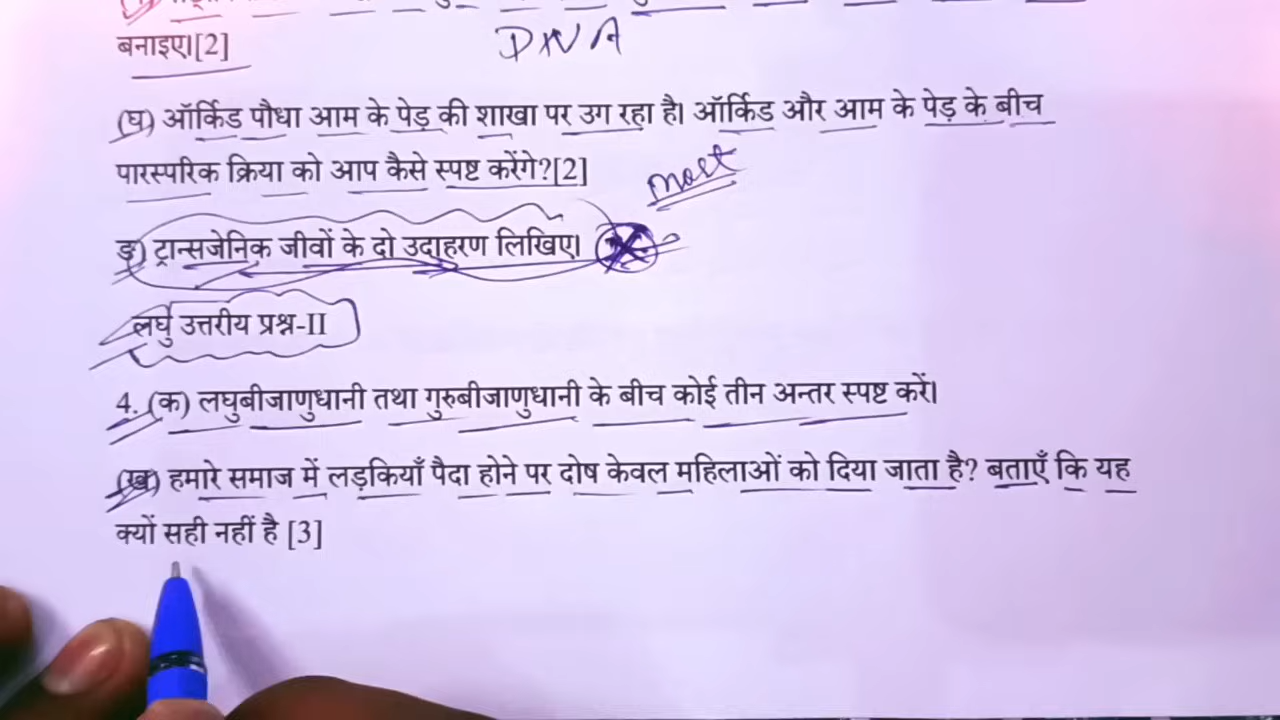 बनाइए।[2]
DNA
(घ) ऑर्किड पौधा आम के पेड़ की शाखा पर उग रहा है। ऑर्किड और आम के पेड़ के बीच
पारस्परिक क्रिया को आप कैसे स्पष्ट करेंगे?[2]
most
ङ) ट्रान्सजेनिक जीवों के दो उदाहरण लिखिए।
लघु उत्तरीय प्रश्न-II
4. (क) लघुबीजाणुधानी तथा गुरुबीजाणुधानी के बीच कोई तीन अन्तर स्पष्ट करें।
(ख) हमारे समाज में लड़कियाँ पैदा होने पर दोष केवल महिलाओं को दिया जाता है? बताएँ कि यह
क्यों सही नहीं है [3]